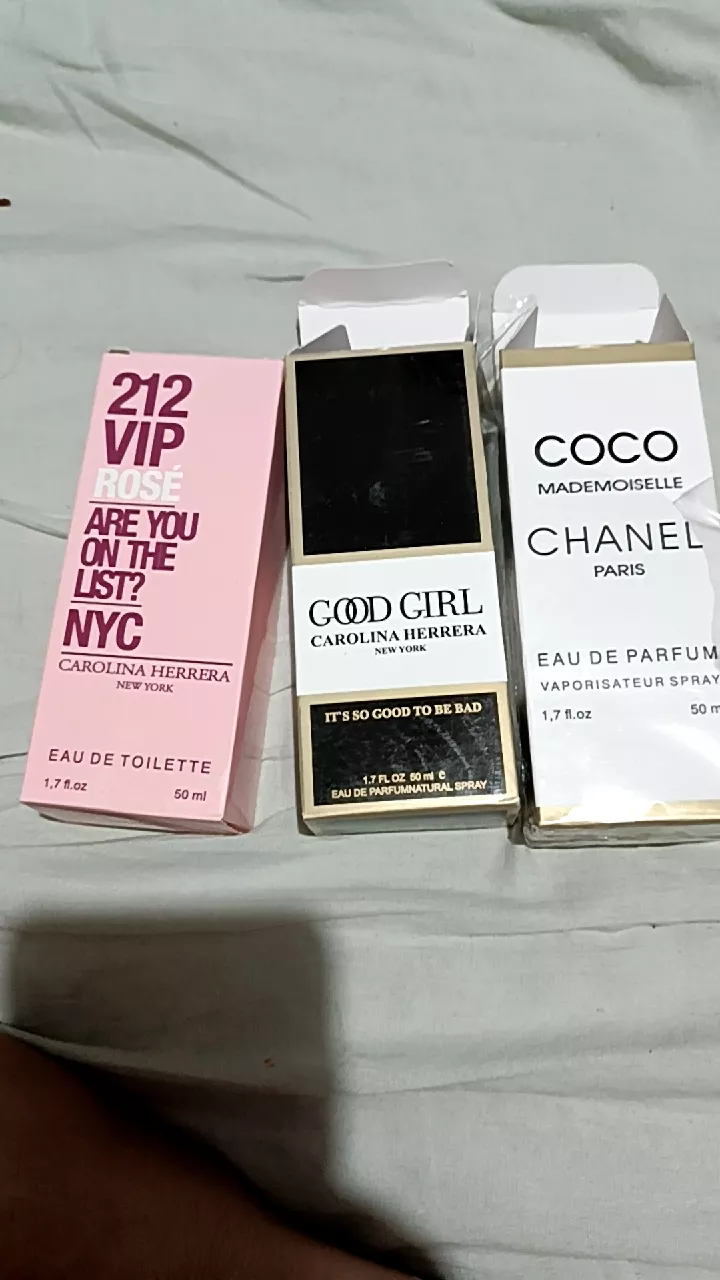 212
VIP
ROSÉ
ARE YOU
ON THE
LIST?
NYC
CAROLINA HERRERA
NEW YORK
EAU DE TOILETTE
1,7 fl.oz 50 ml
GOOD GIRL
CAROLINA HERRERA
NEW YORK
IT'S SO GOOD TO BE BAD
1.7 FL OZ 50 ml e
EAU DE PARFUMNATURAL SPRAY
COCO
MADEMOISELLE
CHANEL
PARIS
EAU DE PARFUM
VAPORISATEUR SPRAY
1,7 fl.oz 50 m